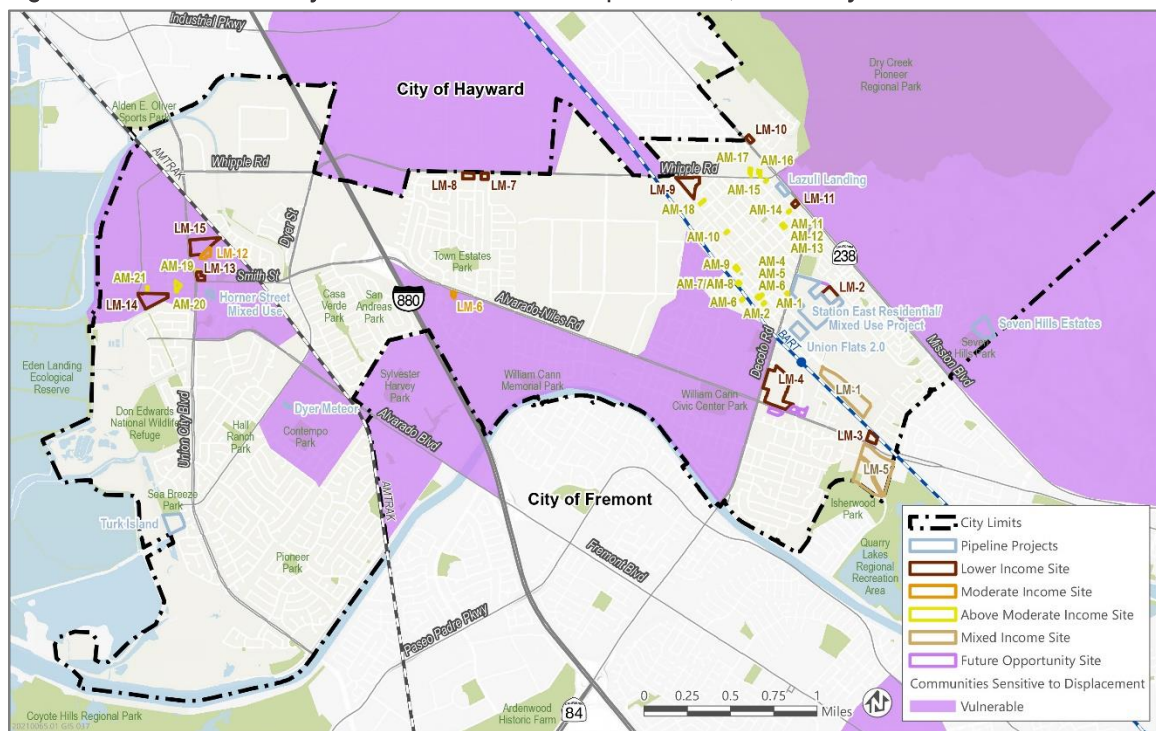 Industrial Pkwy
City of Hayward
Dry Creek
Pioneer
Regional Park
Alden E. Oliver
Sports Park
AMTRAK
Whipple Rd
LM-8
LM-7
Whipple Rd
LM-9
LM-10
AM-17
AM-16
AM-15
Lazuli Landing
AM-18
AM-14
LM-11
AM-10
AM-11
AM-12
AM-13
238
Dyer St
LM-15
LM-12
AM-19
LM-13
Smith St
AM-21
LM-14
AM-20
Horner Street
Mixed Use
Town Estates
Park
Casa
Verde
Park
San
Andreas
Park
880
LM-6
Alvarado-Niles Rd
AM-9
AM-7/AM-8
AM-6
AM-4
AM-5
AM-6
AM-2
AM-1
LM-2
Station East Residential/
Mixed Use Project
Union Flats 2.0
Seven Hills Estates
Seven
Hills Park
Mission Blvd
BART
Decoto Rd
LM-4
LM-1
LM-3
LM-5
Eden Landing
Ecological
Reserve
Don Edwards
National Wildlife
Refuge
Union City Blvd
Hall
Ranch
Park
Dyer Meteor
Contempo
Park
Sylvester
Harvey
Park
Alvarado Blvd
William Cann
Memorial Park
William Cann
Civic Center Park
Sea Breeze
Park
Turk Island
Pioneer
Park
AMTRAK
City of Fremont
Fremont Blvd
Paseo Padre Pkwy
Isherwood
Park
Quarry
Lakes
Regional
Recreation
Area
Coyote Hills Regional Park
Ardenwood
Historic Farm
84
0 0.25 0.5 0.75 1
Miles
N
City Limits
Pipeline Projects
Lower Income Site
Moderate Income Site
Above Moderate Income Site
Mixed Income Site
Future Opportunity Site
Communities Sensitive to Displacement
Vulnerable
20210065.01 GIS 037